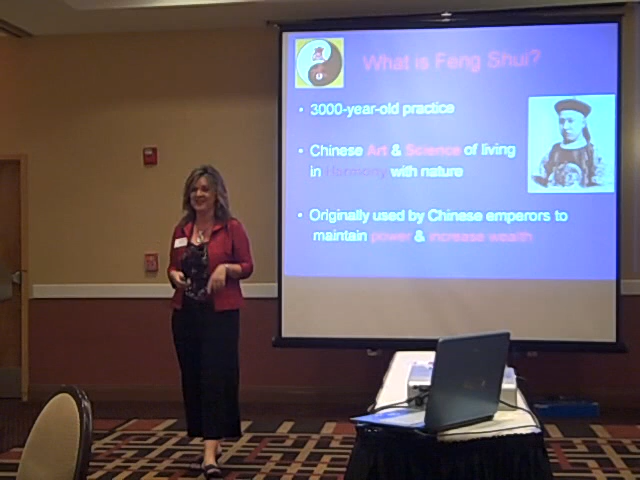 What is Feng Shui?
• 3000-year-old practice
• Chinese Art & Science of living
in Harmony with nature
• Originally used by Chinese emperors to
maintain power & increase wealth